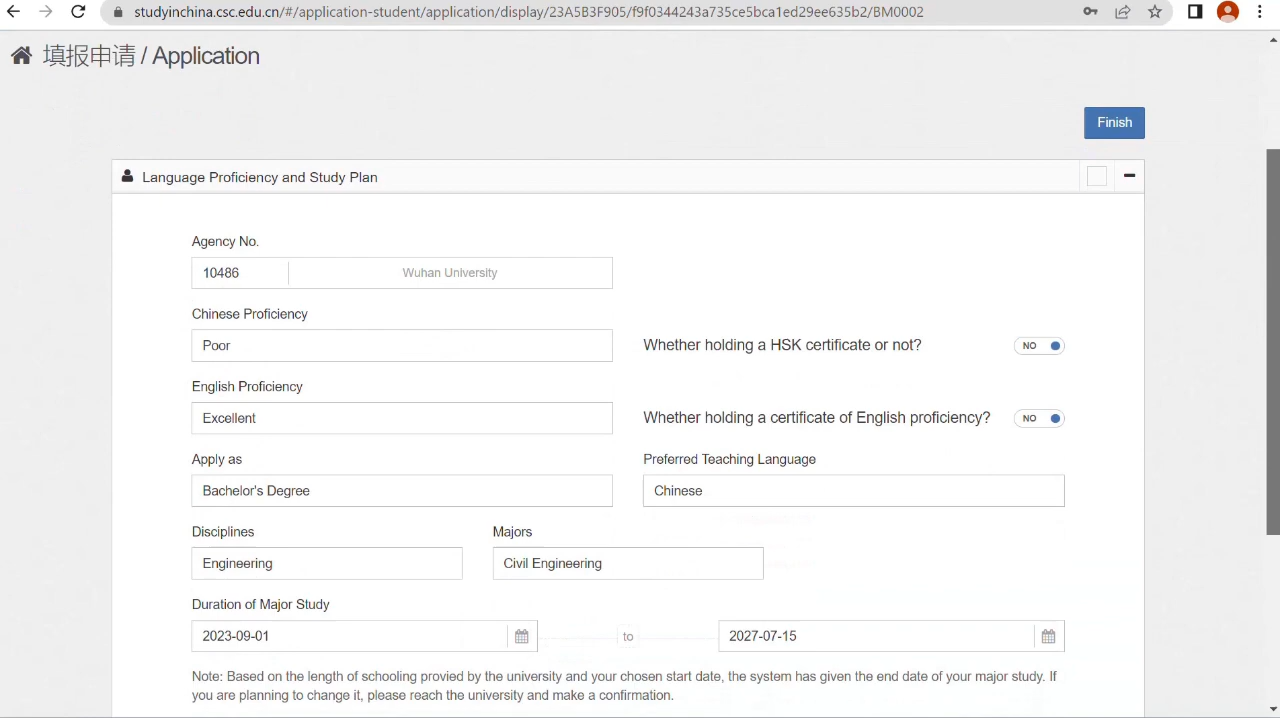 studyinchina.csc.edu.cn/#/application-student/application/display/23A5B3F905/f9f0344243a735ce5bca1ed29ee635b2/BM0002
填报申请 / Application
Finish
Language Proficiency and Study Plan
Agency No.
10486 Wuhan University
Chinese Proficiency
Poor
Whether holding a HSK certificate or not? NO
English Proficiency
Excellent
Whether holding a certificate of English proficiency? NO
Apply as
Preferred Teaching Language
Bachelor's Degree
Chinese
Disciplines
Majors
Engineering
Civil Engineering
Duration of Major Study
2023-09-01 to 2027-07-15
Note: Based on the length of schooling provied by the university and your chosen start date, the system has given the end date of your major study. If
you are planning to change it, please reach the university and make a confirmation.